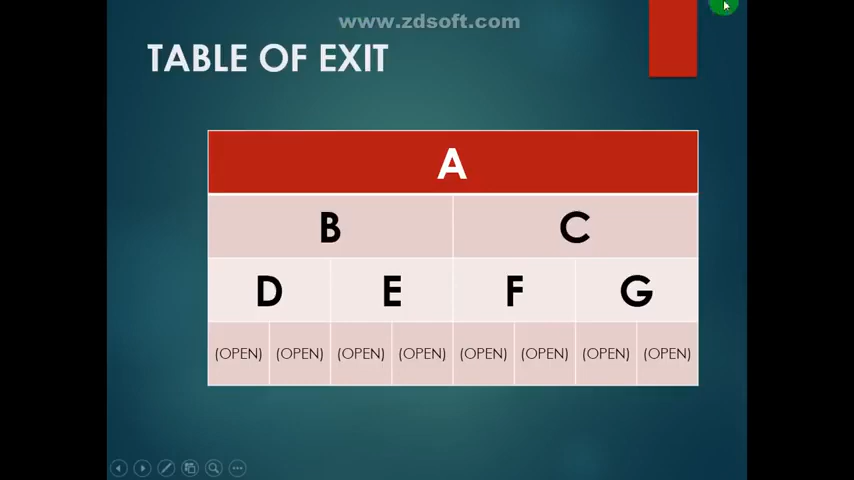 www.zdsoft.com
TABLE OF EXIT
A
B C
D E F G
(OPEN) (OPEN) (OPEN) (OPEN) (OPEN) (OPEN) (OPEN) (OPEN)